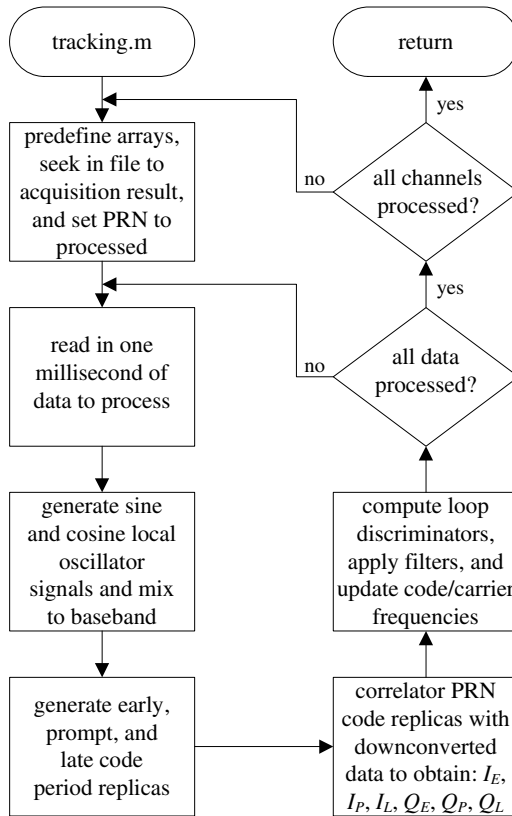 tracking.m
predefine arrays,
seek in file to
acquisition result,
and set PRN to
processed
read in one
millisecond of
data to process
generate sine
and cosine local
oscillator
signals and mix
to baseband
generate early,
prompt, and
late code
period replicas
correlator PRN
code replicas with
downconverted
data to obtain: I_E,
I_P, I_L, Q_E, Q_P, Q_L
compute loop
discriminators,
apply filters, and
update code/carrier
frequencies
all data
processed?
no
yes
all channels
processed?
no
yes
return